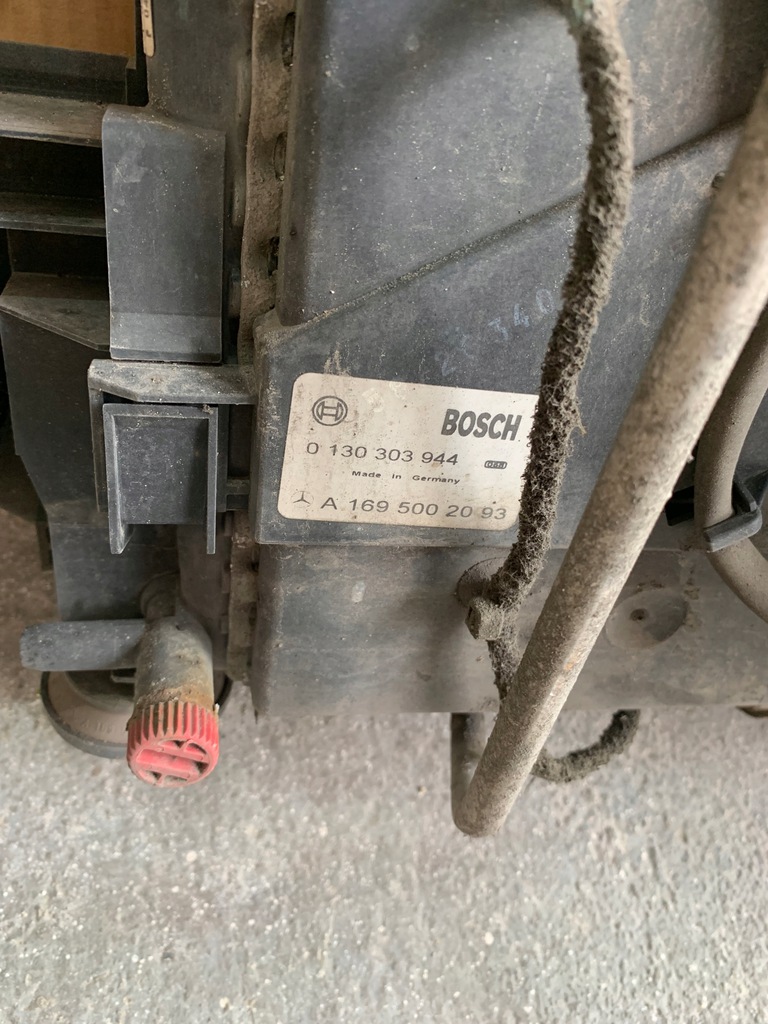 BOSCH
0 130 303 944
Made in Germany
A 169 500 20 93